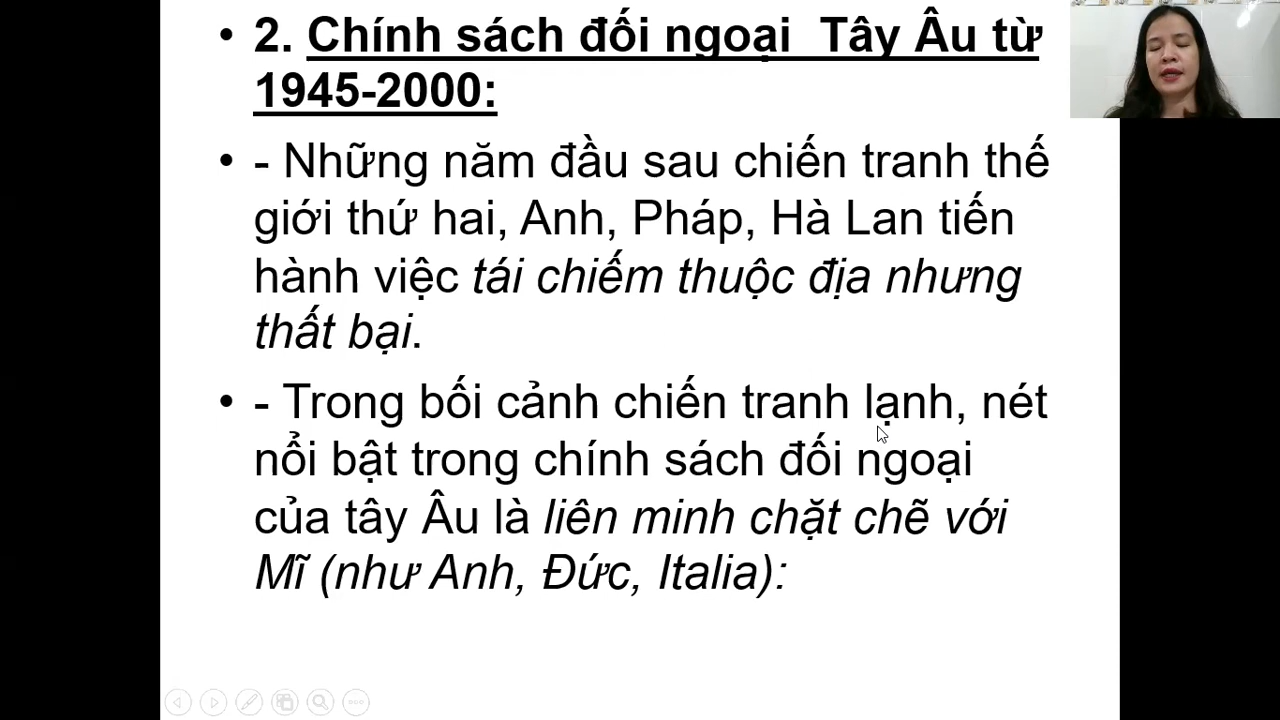 • 2. Chính sách đối ngoại  Tây Âu từ
1945-2000:
• - Những năm đầu sau chiến tranh thế
giới thứ hai, Anh, Pháp, Hà Lan tiến
hành việc tái chiếm thuộc địa nhưng
thất bại.
• - Trong bối cảnh chiến tranh lạnh, nét
nổi bật trong chính sách đối ngoại
của tây Âu là liên minh chặt chẽ với
Mĩ (như Anh, Đức, Italia):